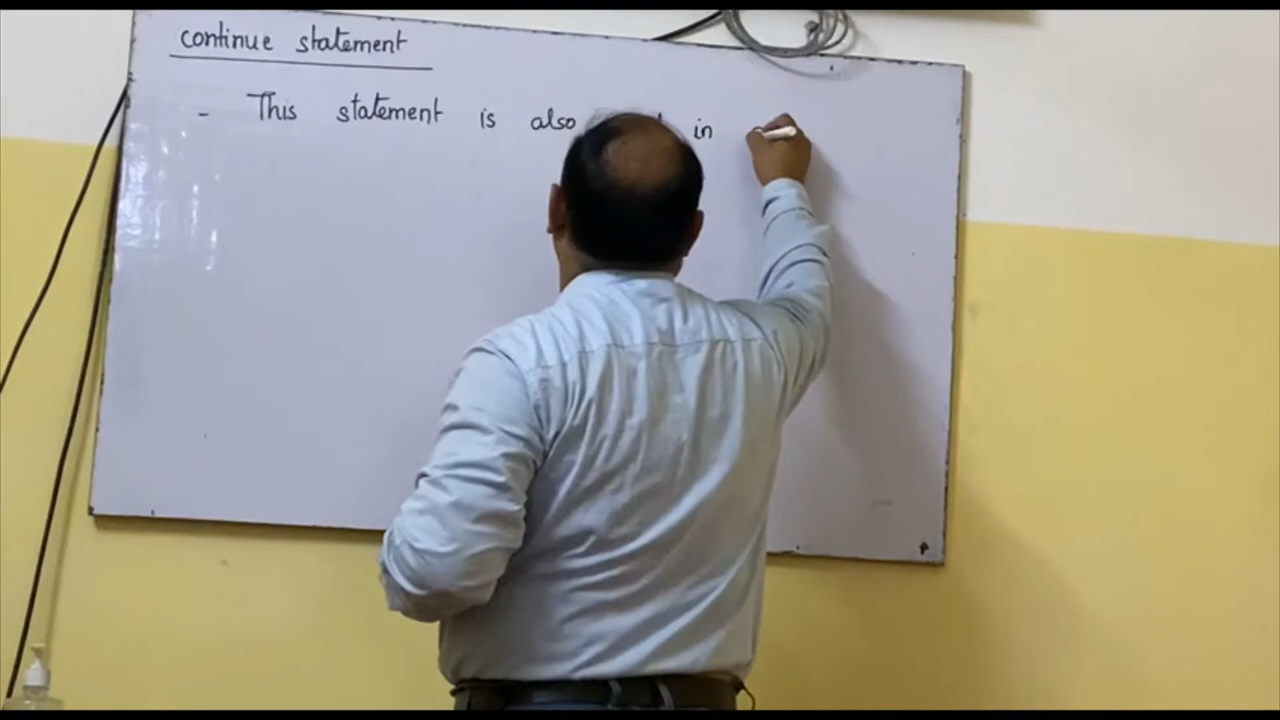 continue statement
- This statement is also in